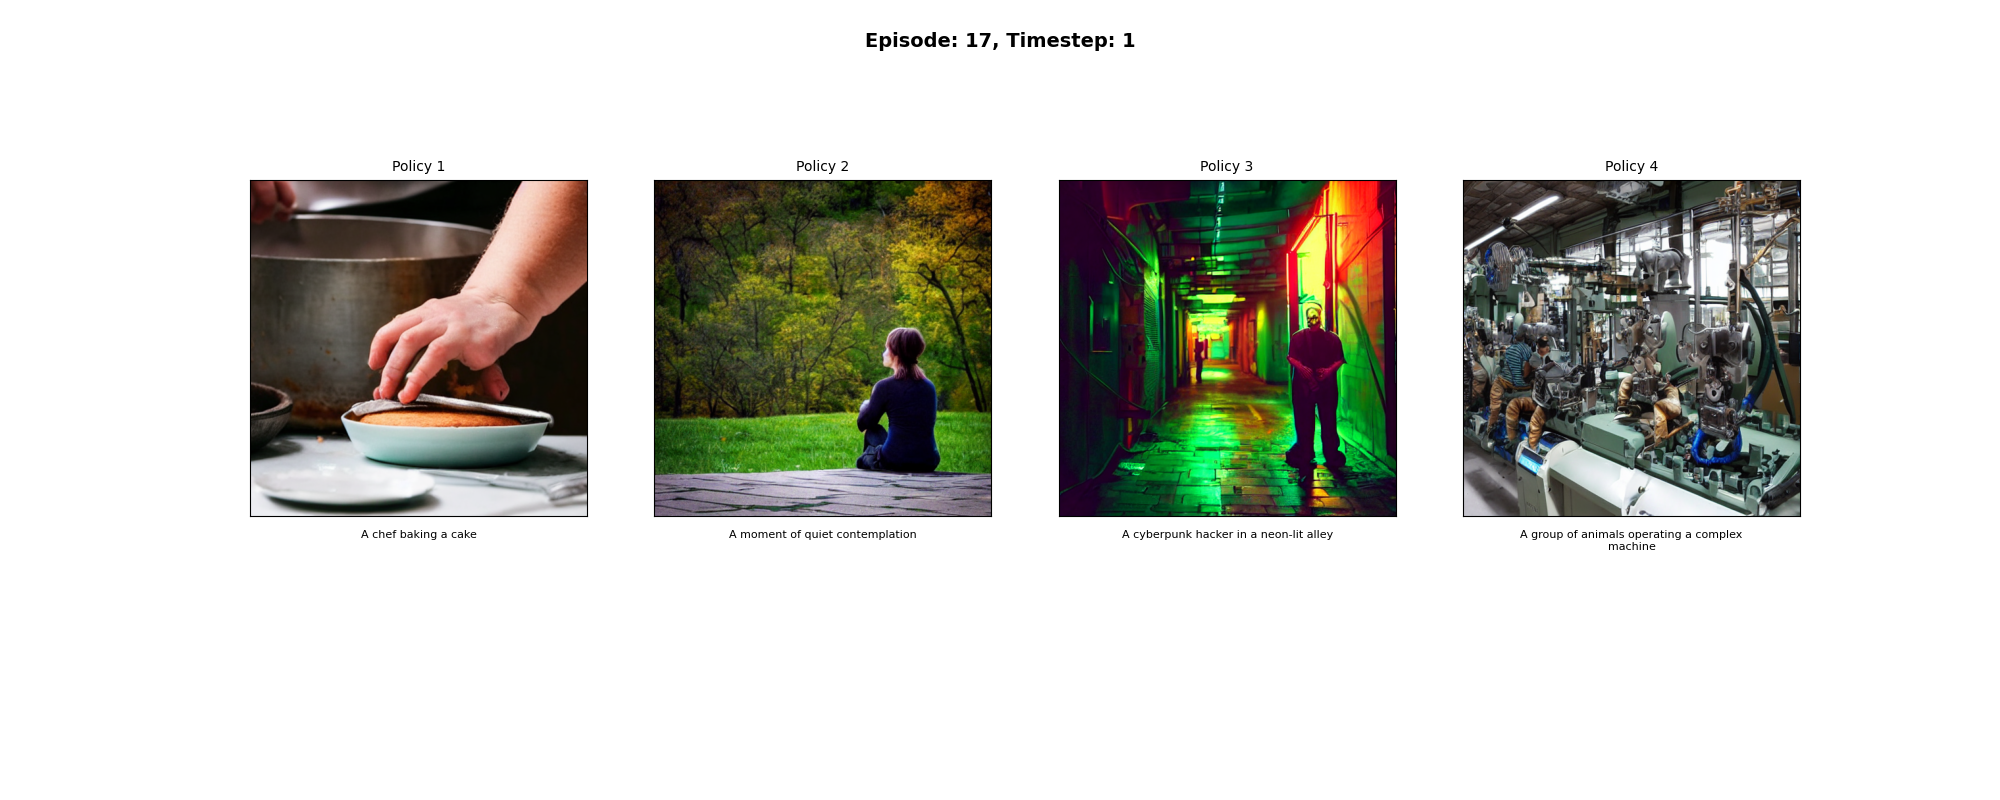 Episode: 17, Timestep: 1
Policy 1
Policy 2
Policy 3
Policy 4
A chef baking a cake
A moment of quiet contemplation
A cyberpunk hacker in a neon-lit alley
A group of animals operating a complex
machine